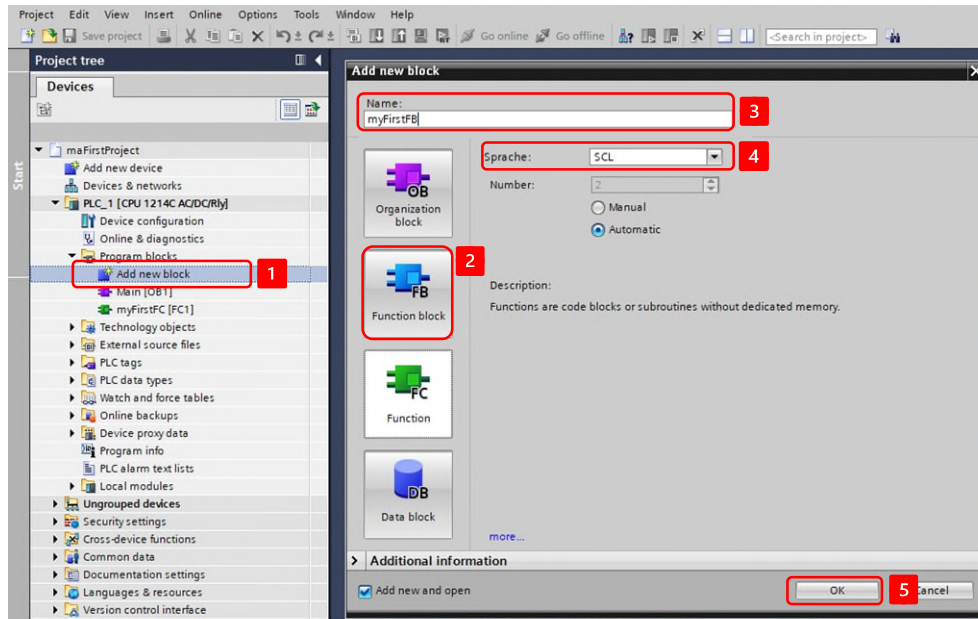 Project Edit View Insert Online Options Tools Window Help
Save project Go online Go offline <Search in project>
Project tree
Devices
Start
maFirstProject
Add new device
Devices & networks
PLC_1 [CPU 1214C AC/DC/Rly]
Device configuration
Online & diagnostics
Program blocks
Add new block 1
Main [OB1]
myFirstFC [FC1]
Technology objects
External source files
PLC tags
PLC data types
Watch and force tables
Online backups
Device proxy data
Program info
PLC alarm text lists
Local modules
Ungrouped devices
Security settings
Cross-device functions
Common data
Documentation settings
Languages & resources
Version control interface
Add new block
Name:
myFirstFB 3
OB
Organization
block
FB
Function block
2
FC
Function
DB
Data block
Sprache: SCL 4
Number: 2
Manual
Automatic
Description:
Functions are code blocks or subroutines without dedicated memory.
more...
> Additional information
Add new and open OK 5 Cancel